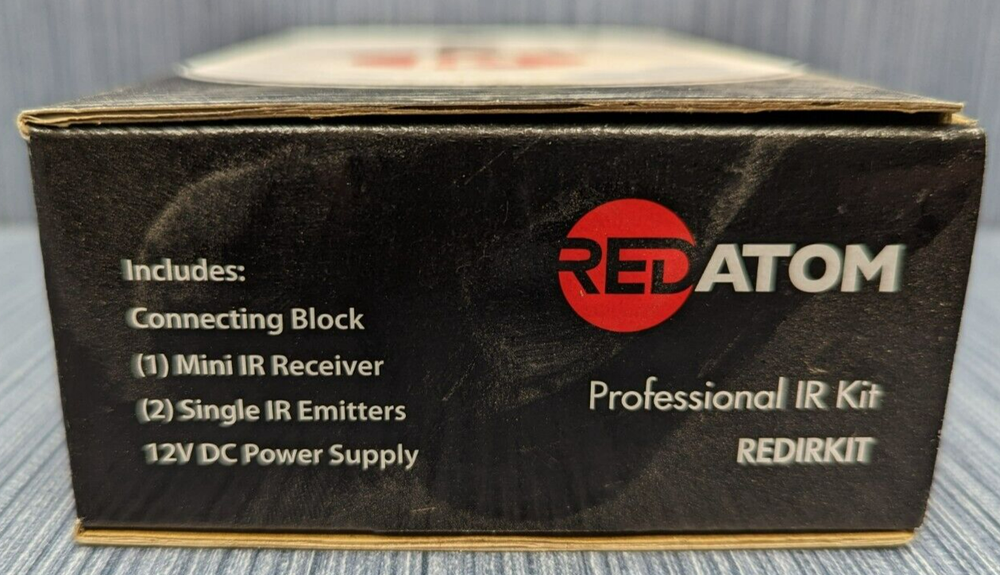 Includes:
Connecting Block
(1) Mini IR Receiver
(2) Single IR Emitters
12V DC Power Supply
REDATOM
Professional IR Kit
REDIRKIT